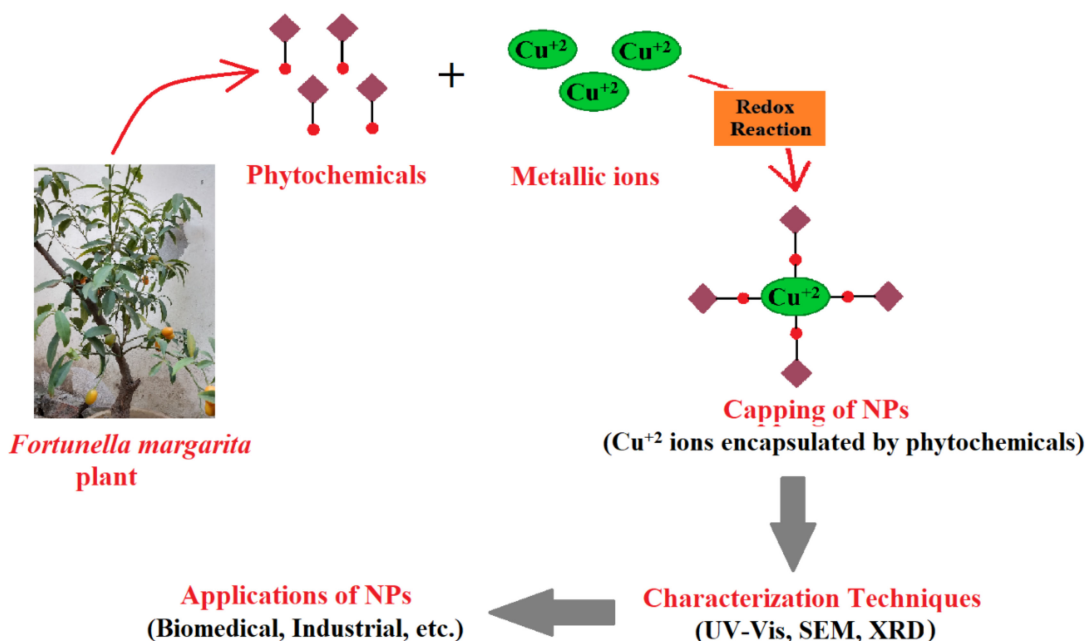 Cu⁺²
Cu⁺²
Cu⁺²
+
Redox
Reaction
Phytochemicals
Metallic ions
Cu⁺²
Fortunella margarita
plant
Capping of NPs
(Cu⁺² ions encapsulated by phytochemicals)
Applications of NPs
(Biomedical, Industrial, etc.)
Characterization Techniques
(UV-Vis, SEM, XRD)